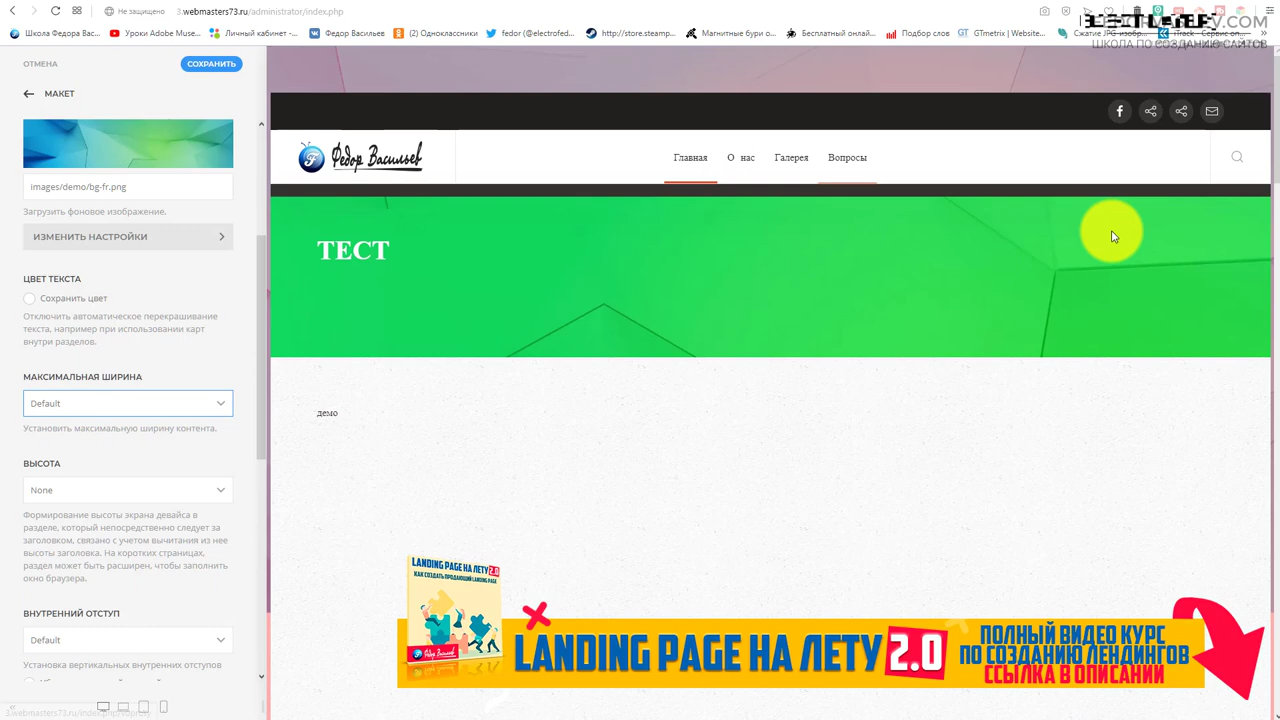 Не защищено
3.webmasters73.ru/administrator/index.php
Школа Федора Вас...
Уроки Adobe Muse...
Личный кабинет -...
Федор Васильев
(2) Одноклассники
fedor (@electrofed...
http://store.steamp...
Магнитные бури о...
Бесплатный онлай...
Подбор слов
GTmetrix | Website...
Сжатие JPG-изобр...
iTrack - Сервис оп...
ШКОЛА ПО СОЗДАНИЮ САЙТОВ
ОТМЕНА
СОХРАНИТЬ
МАКЕТ
images/demo/bg-fr.png
Загрузить фоновое изображение.
ИЗМЕНИТЬ НАСТРОЙКИ
ЦВЕТ ТЕКСТА
Сохранить цвет
Отключить автоматическое перекрашивание
текста, например при использовании карт
внутри разделов.
МАКСИМАЛЬНАЯ ШИРИНА
Default
Установить максимальную ширину контента.
ВЫСОТА
None
Формирование высоты экрана девайса в
разделе, который непосредственно следует за
заголовком, связано с учетом вычитания из нее
высоты заголовка. На коротких страницах,
раздел может быть расширен, чтобы заполнить
окно браузера.
ВНУТРЕННИЙ ОТСТУП
Default
Установка вертикальных внутренних отступов
Федор Васильев
Главная
О нас
Галерея
Вопросы
ТЕСТ
демо
LANDING PAGE НА ЛЕТУ 2.0
КАК СОЗДАТЬ ПРОДАЮЩИЙ LANDING PAGE
Федор Васильев
LANDING PAGE НА ЛЕТУ 2.0
ПОЛНЫЙ ВИДЕО КУРС
ПО СОЗДАНИЮ ЛЕНДИНГОВ
ССЫЛКА В ОПИСАНИИ